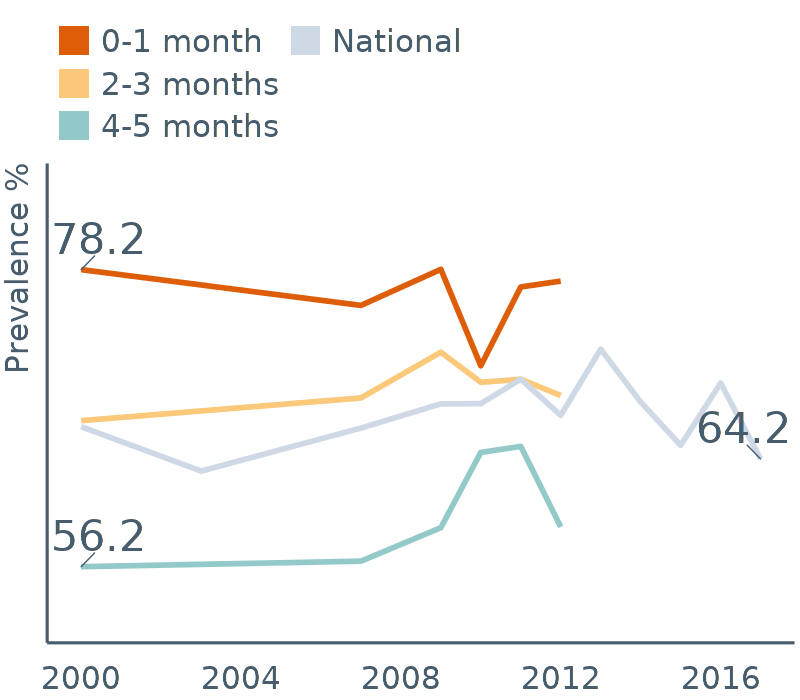 0-1 month
National
2-3 months
4-5 months
Prevalence %
78.2
64.2
56.2
2000 2004 2008 2012 2016